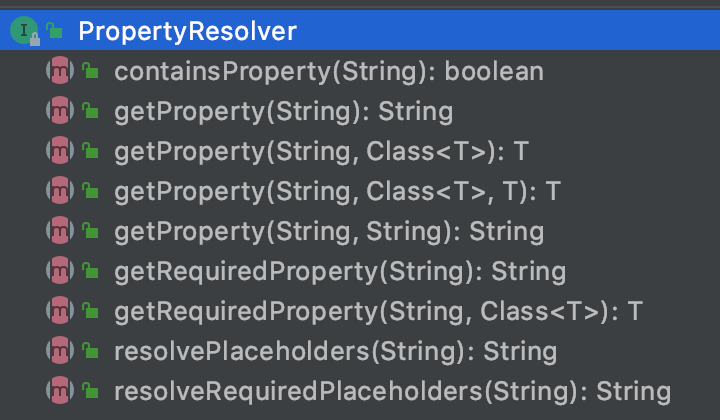 PropertyResolver
containsProperty(String): boolean
getProperty(String): String
getProperty(String, Class<T>): T
getProperty(String, Class<T>, T): T
getProperty(String, String): String
getRequiredProperty(String): String
getRequiredProperty(String, Class<T>): T
resolvePlaceholders(String): String
resolveRequiredPlaceholders(String): String